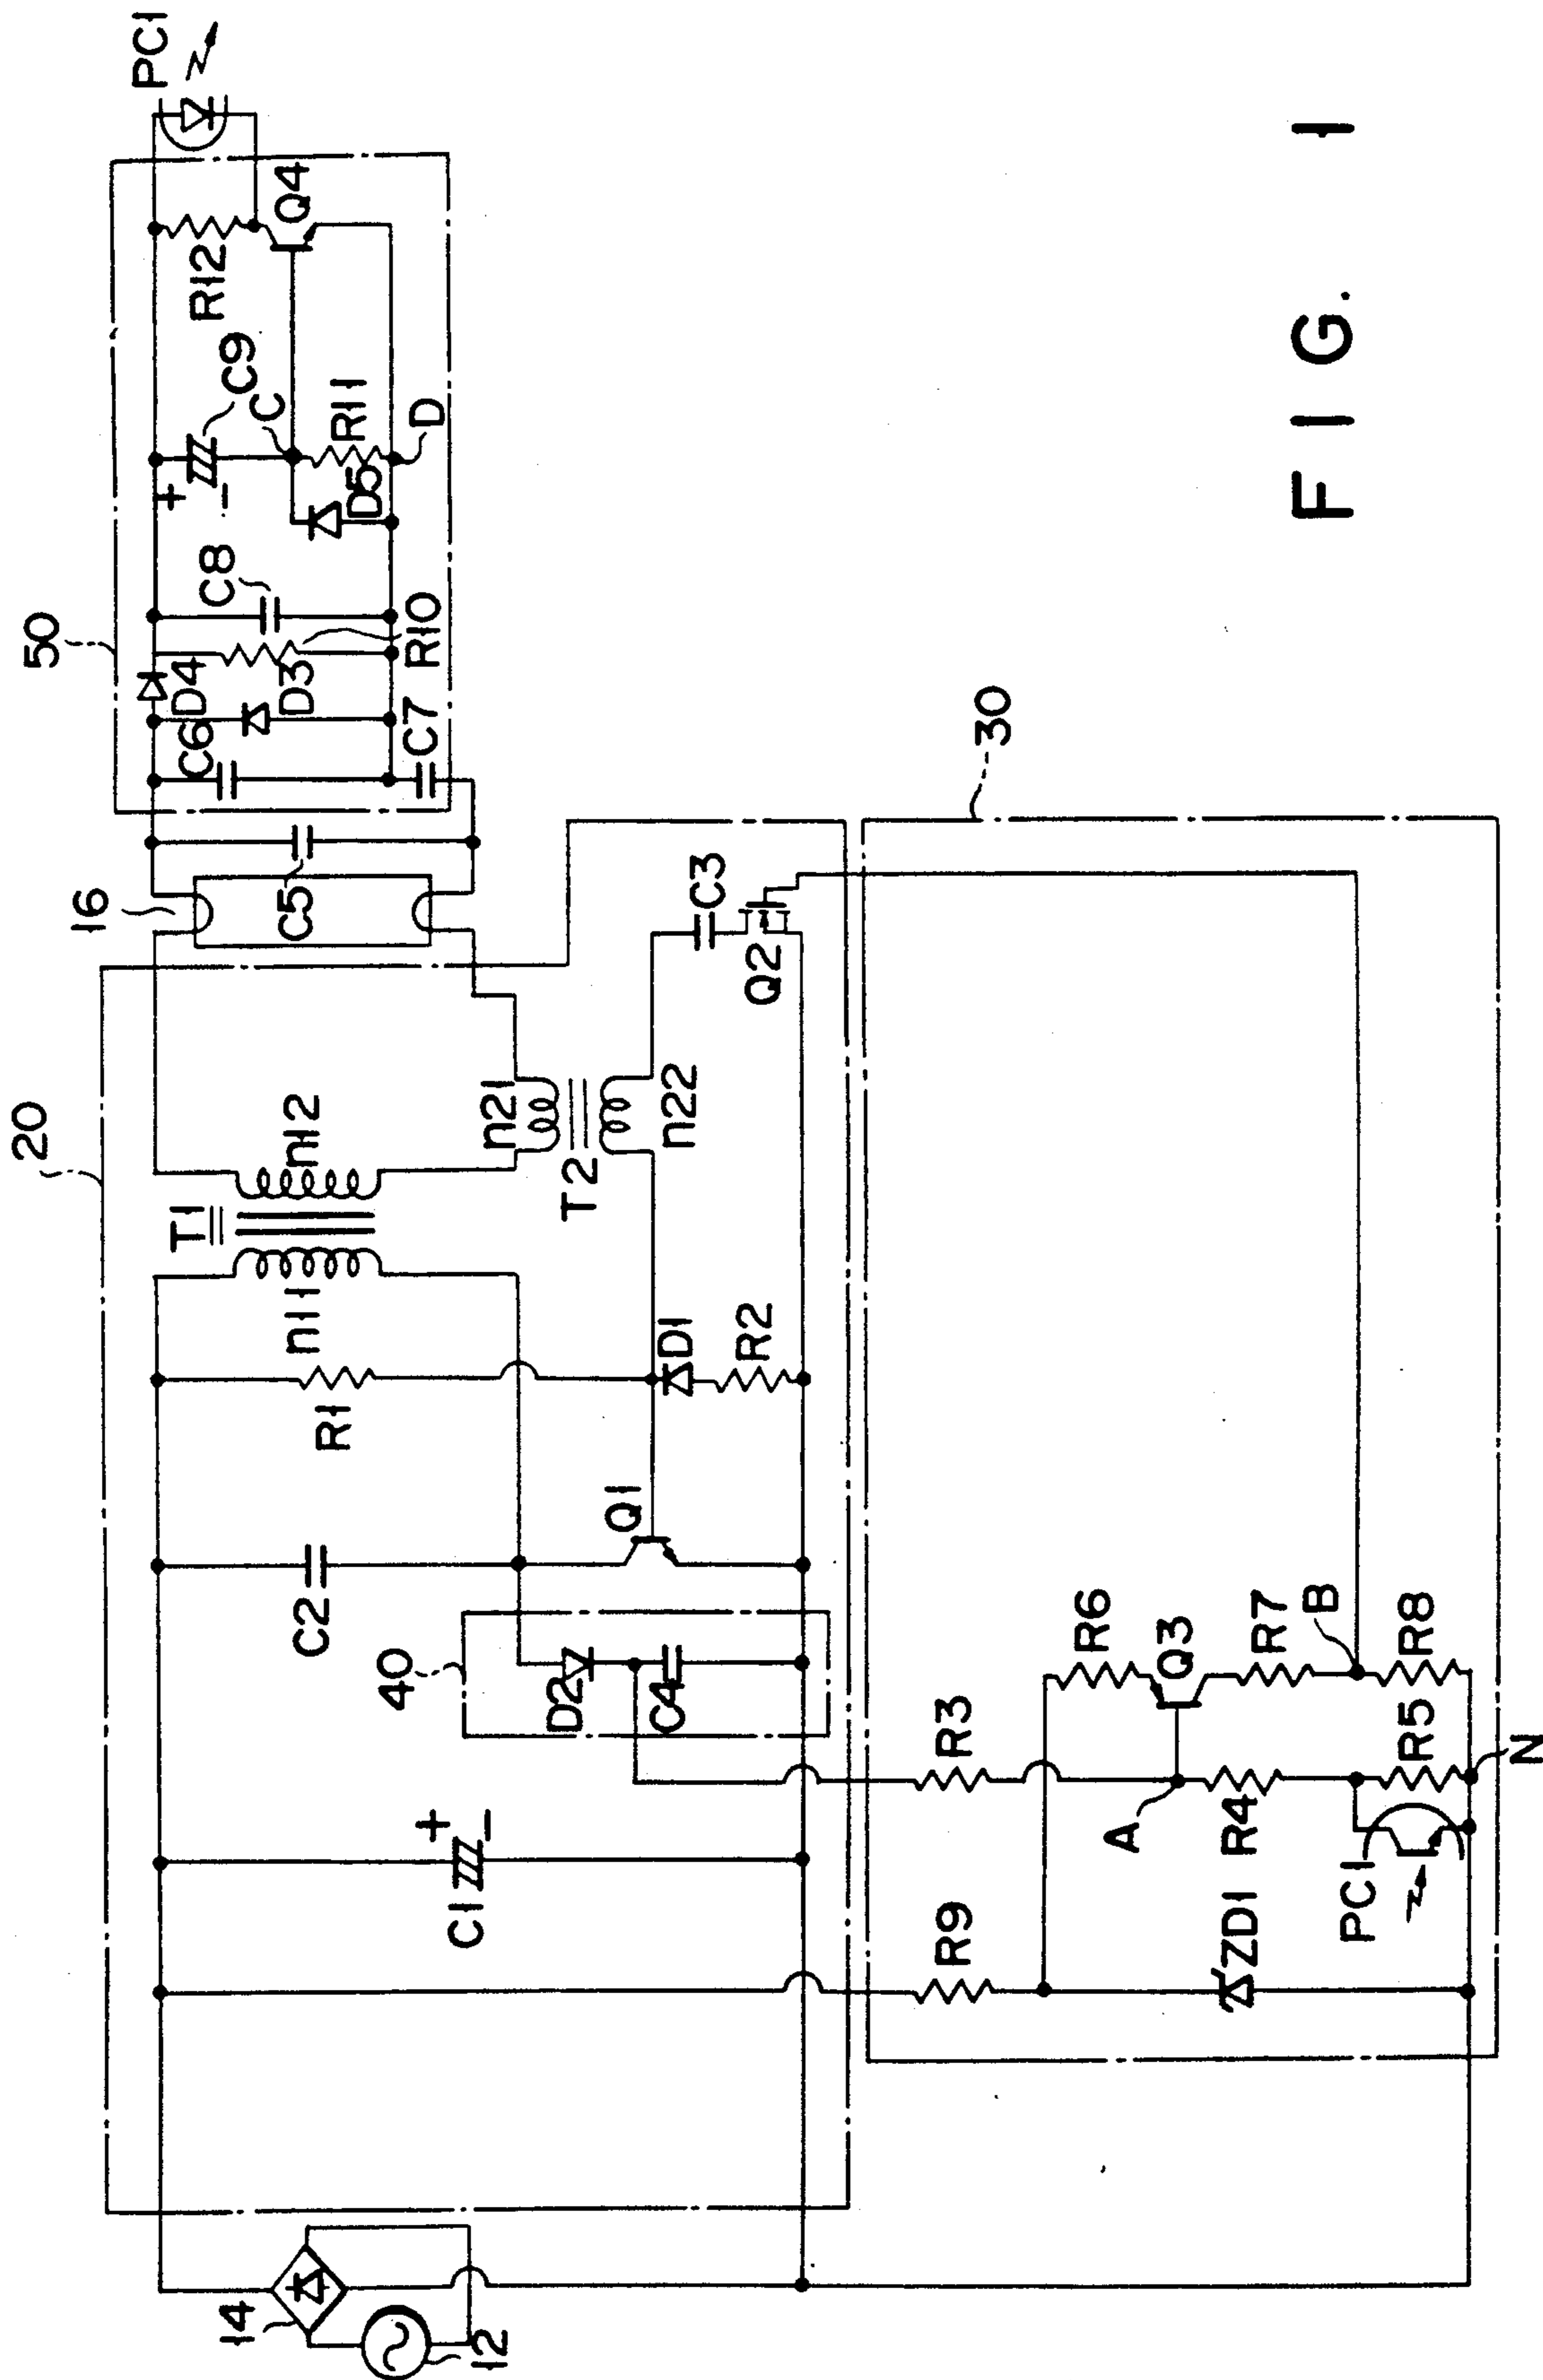 PC1
50
R12
Q4
+
-
C9
C
R11
D
D5
C8
R10
D4
D3
C6
C7
16
C5
C3
Q2
30
20
T1
n12
n11
n21
n22
T2
R1
D1
R2
C2
Q1
40
D2
C4
C1
+
-
R3
R6
Q3
R7
B
R8
A
R4
R5
N
R9
ZD1
PC1
14
12
FIG. 1